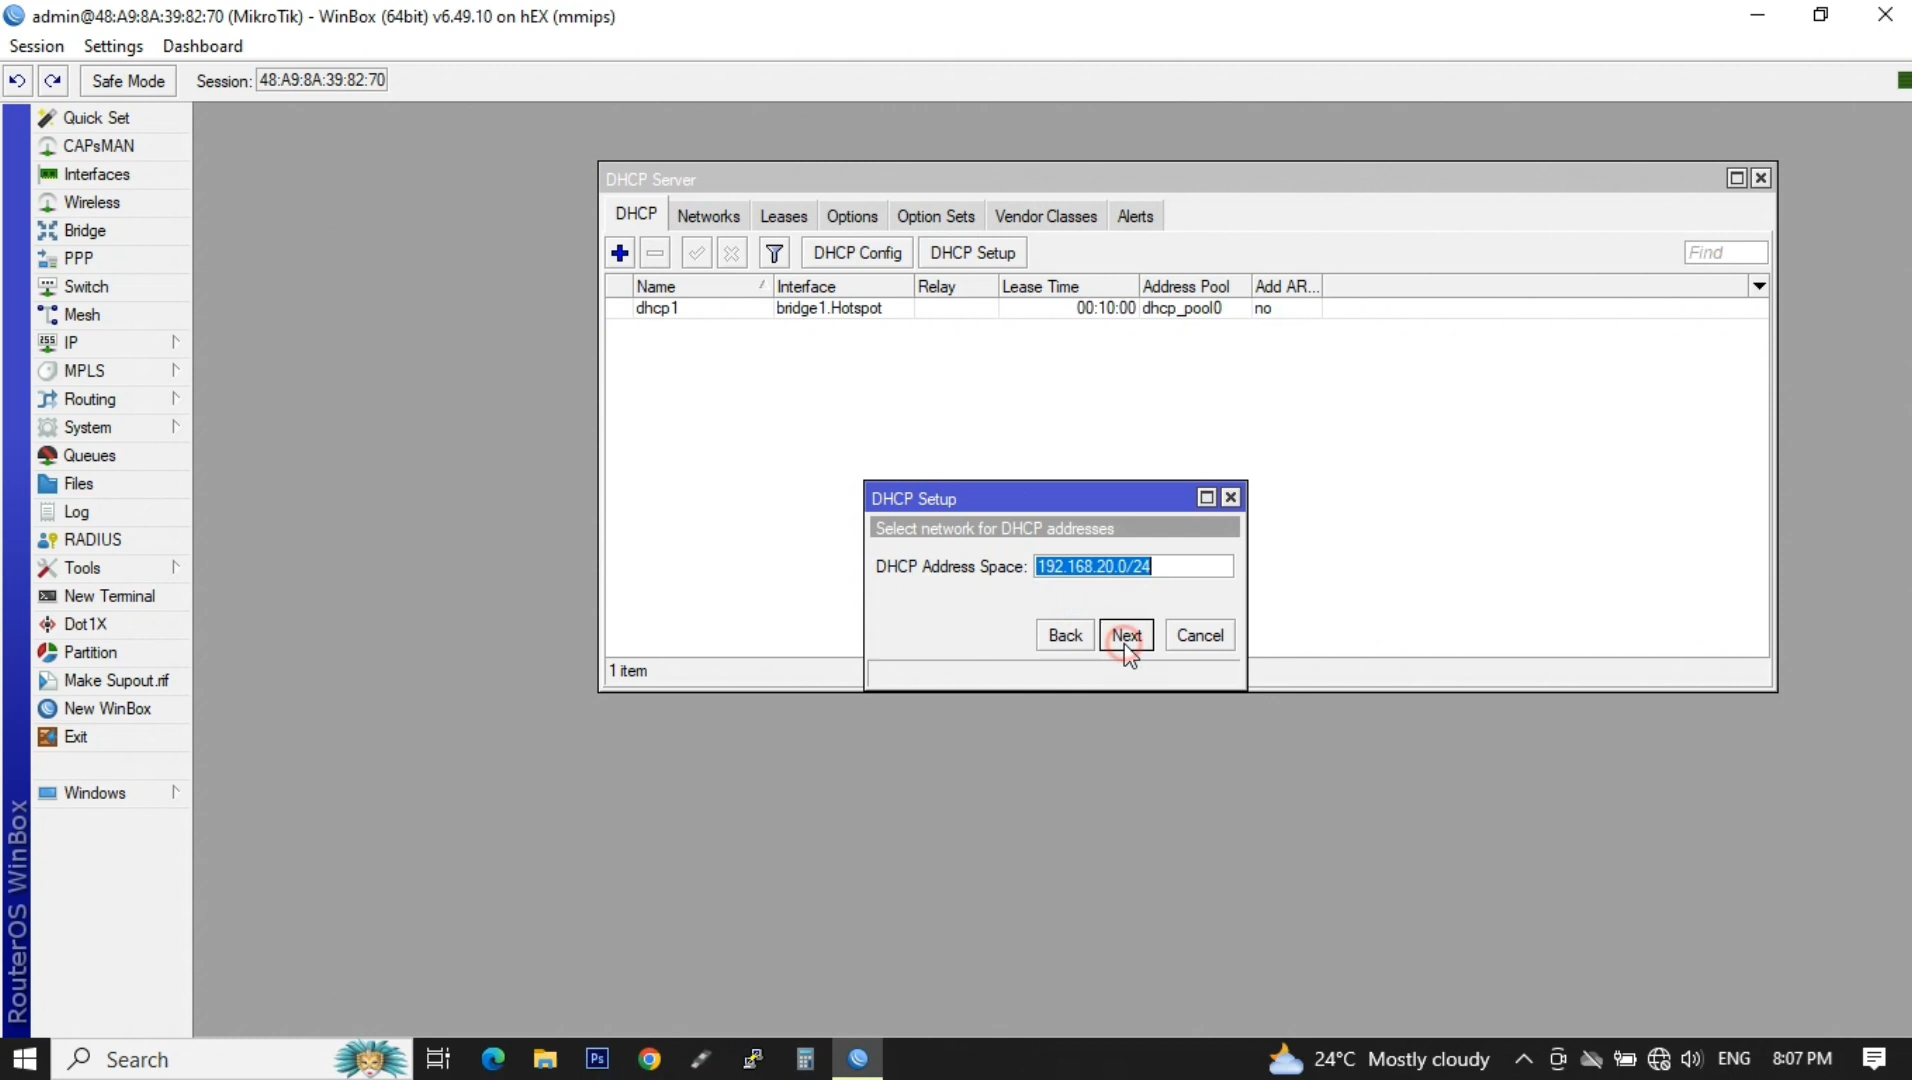 admin@48:A9:8A:39:82:70 (MikroTik) - WinBox (64bit) v6.49.10 on hEX (mmips)
Session Settings Dashboard
Safe Mode Session: 48:A9:8A:39:82:70
Quick Set
CAPsMAN
Interfaces
Wireless
Bridge
PPP
Switch
Mesh
255 IP
MPLS
Routing
System
Queues
Files
Log
RADIUS
Tools
New Terminal
Dot1X
Partition
Make Supout.rif
New WinBox
Exit
Windows
RouterOS WinBox
DHCP Server
DHCP Networks Leases Options Option Sets Vendor Classes Alerts
DHCP Config DHCP Setup Find
Name Interface Relay Lease Time Address Pool Add AR...
dhcp1 bridge1.Hotspot 00:10:00 dhcp_pool0 no
1 item
DHCP Setup
Select network for DHCP addresses
DHCP Address Space: 192.168.20.0/24
Back Next Cancel
Search Ps 24°C Mostly cloudy ENG 8:07 PM